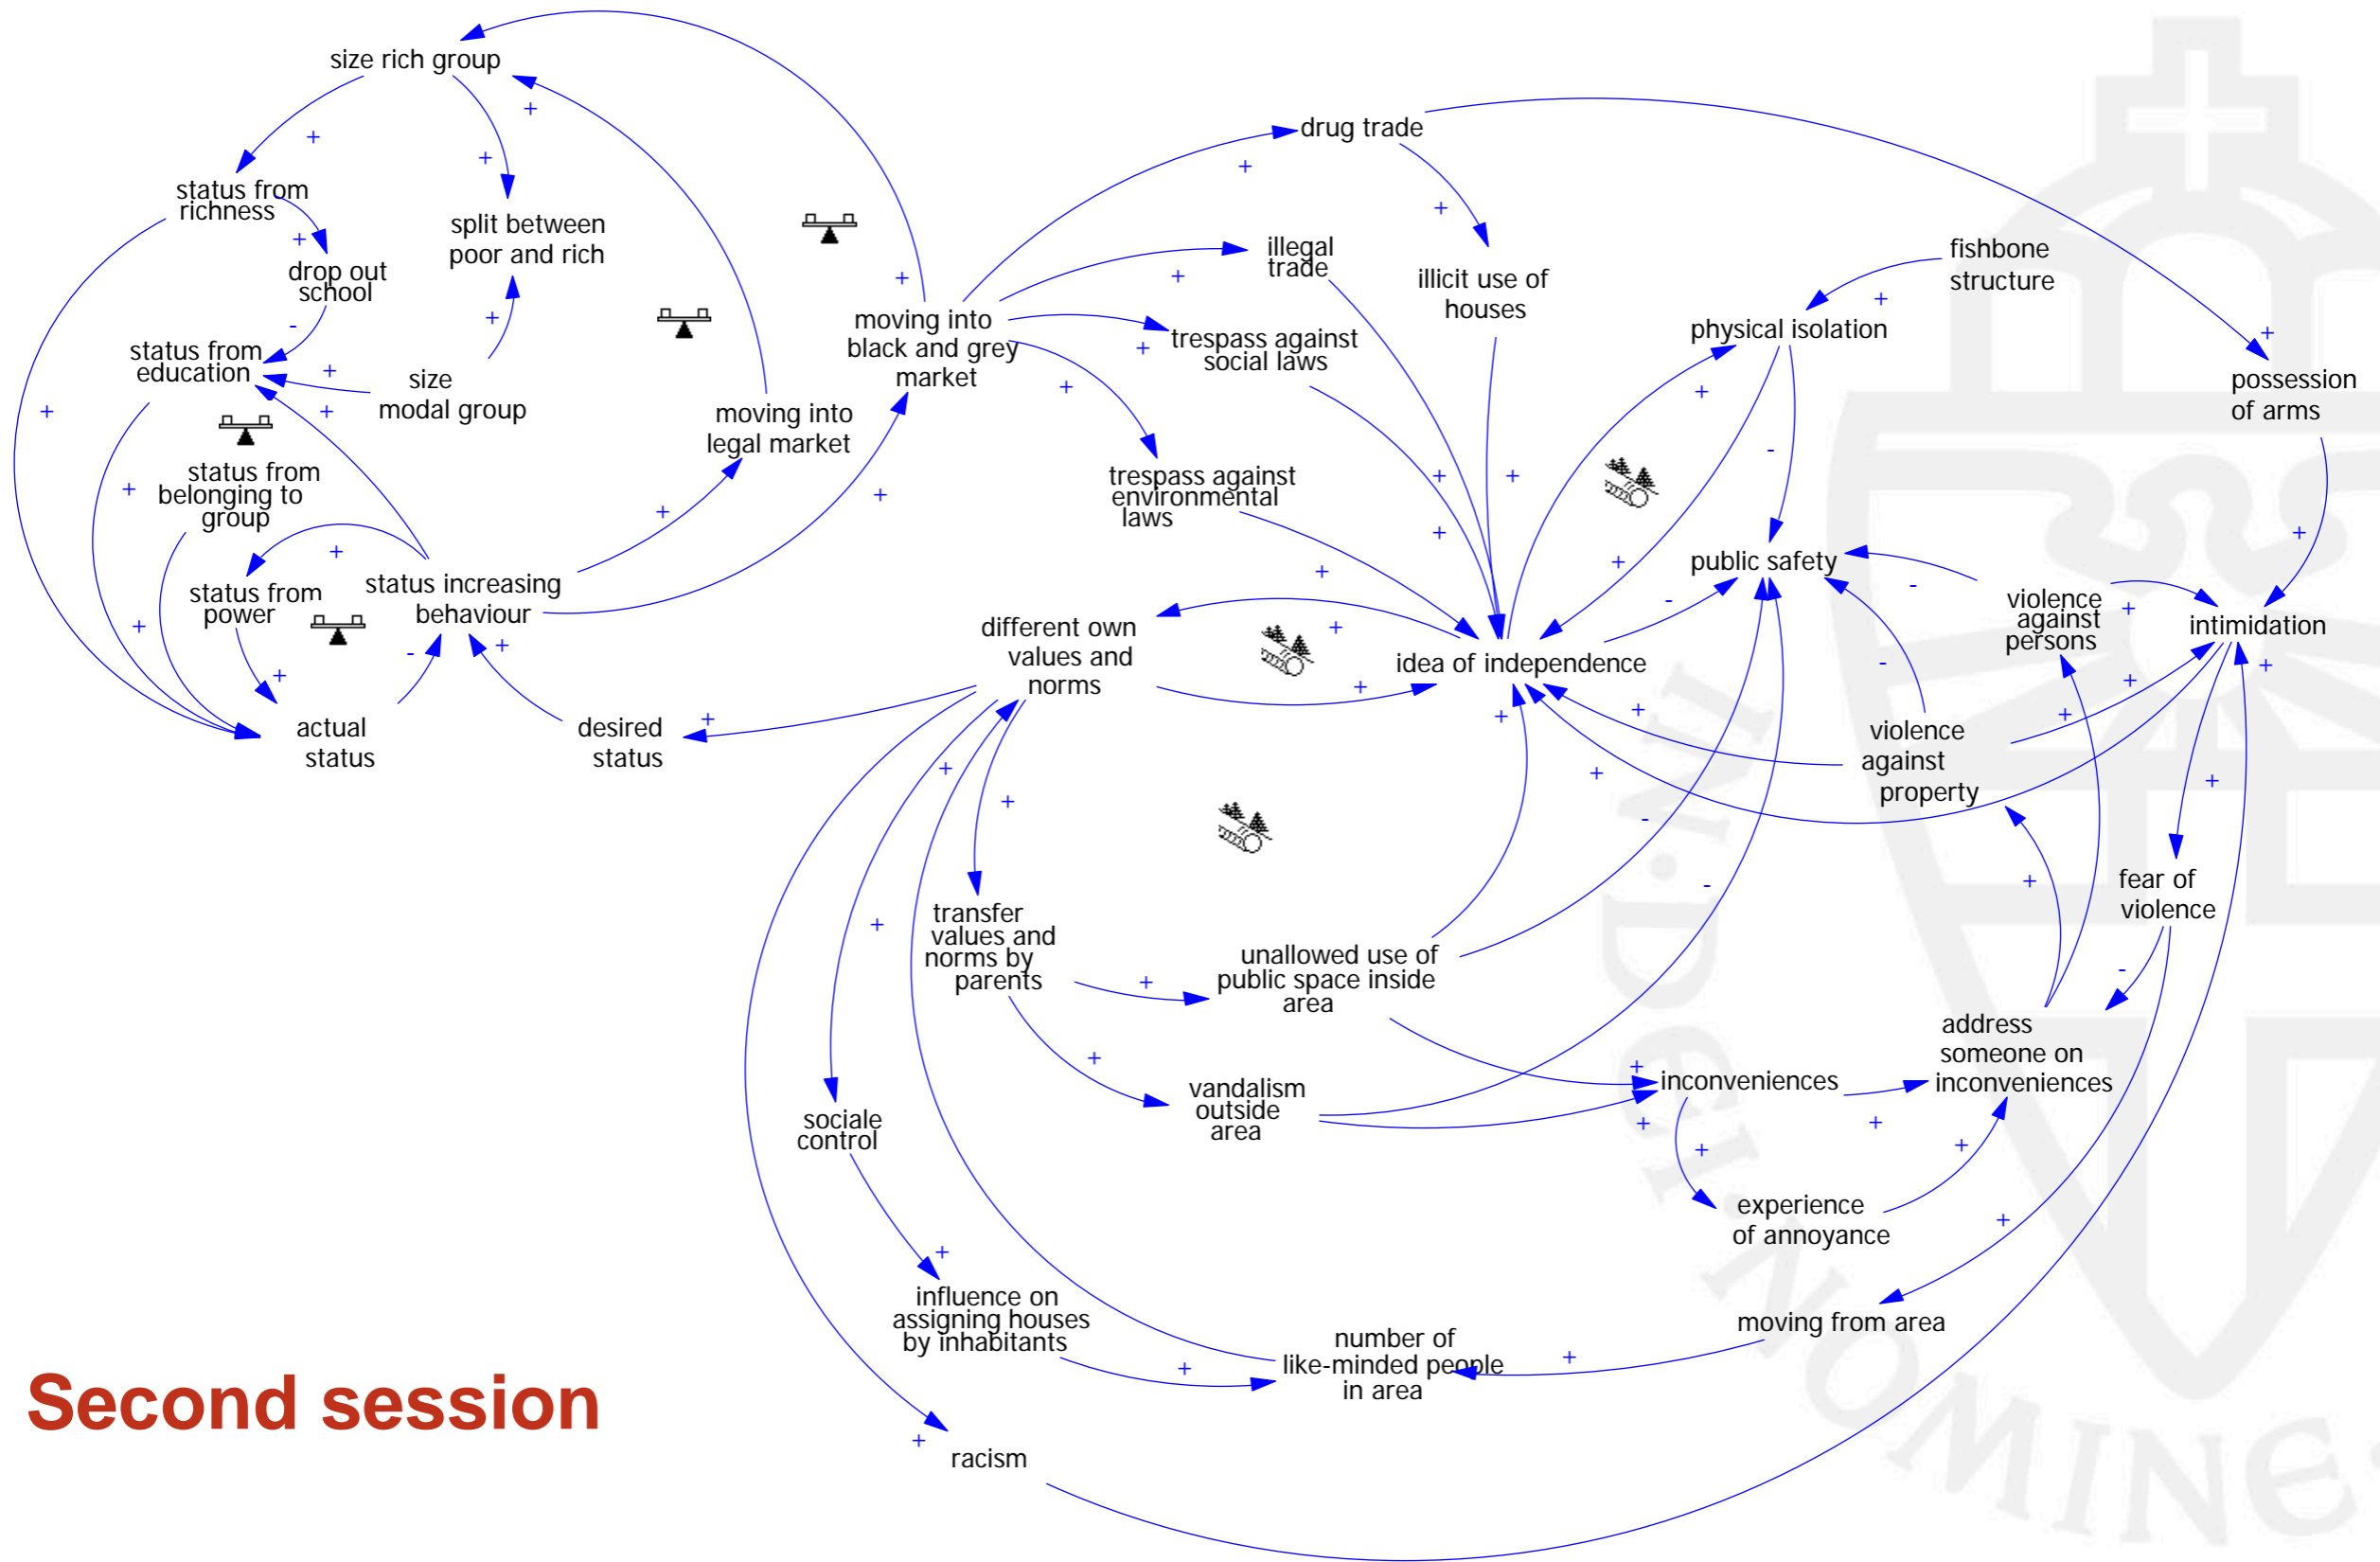 size rich group
drug trade
status from
richness
split between
poor and rich
illegal
trade
fishbone
structure
drop out
school
illicit use of
houses
moving into
black and grey
market
trespass against
social laws
physical isolation
status from
education
size
modal group
possession
of arms
moving into
legal market
status from
belonging to
group
trespass against
environmental
laws
public safety
status from
power
status increasing
behaviour
violence
against
persons
intimidation
different own
values and
norms
idea of independence
actual
status
desired
status
violence
against
property
fear of
violence
transfer
values and
norms by
parents
unallowed use of
public space inside
area
address
someone on
inconveniences
inconveniences
vandalism
outside
area
sociale
control
experience
of annoyance
influence on
assigning houses
by inhabitants
number of
like-minded people
in area
moving from area
Second session
racism
IN·DEI·NOMINE